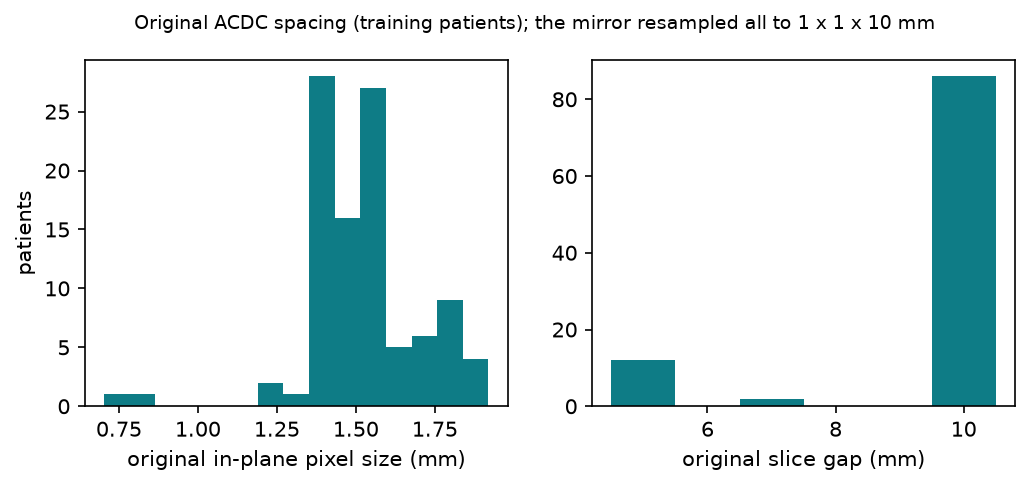 Original ACDC spacing (training patients); the mirror resampled all to 1 x 1 x 10 mm
patients
25
20
15
10
5
0
0.75 1.00 1.25 1.50 1.75
original in-plane pixel size (mm)
80
60
40
20
0
6 8 10
original slice gap (mm)